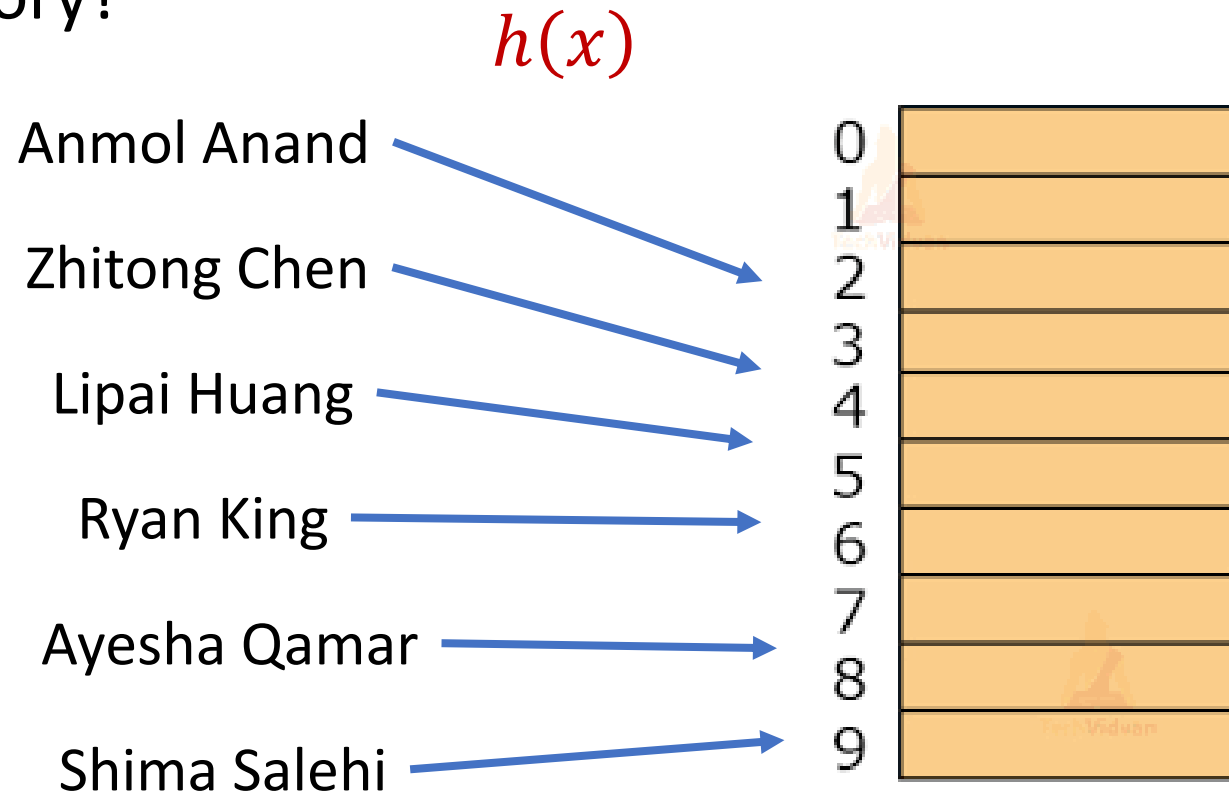 h(x)
Anmol Anand
Zhitong Chen
Lipai Huang
Ryan King
Ayesha Qamar
Shima Salehi
0
1
2
3
4
5
6
7
8
9
TechVidvan